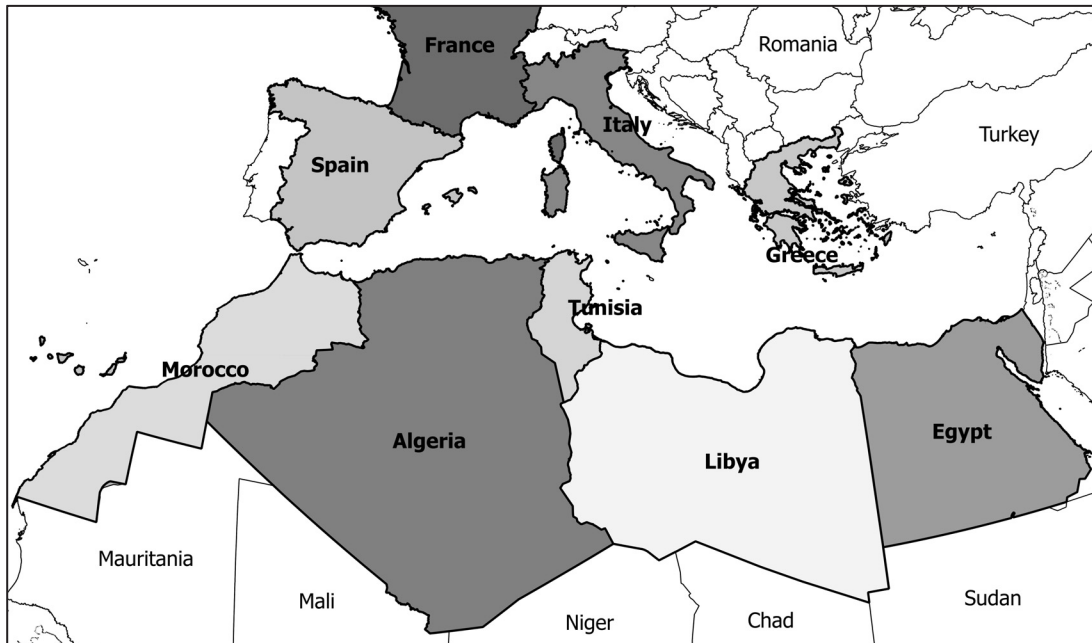 France
Romania
Italy
Turkey
Spain
Greece
Tunisia
Morocco
Algeria
Egypt
Libya
Mauritania
Mali
Niger
Chad
Sudan